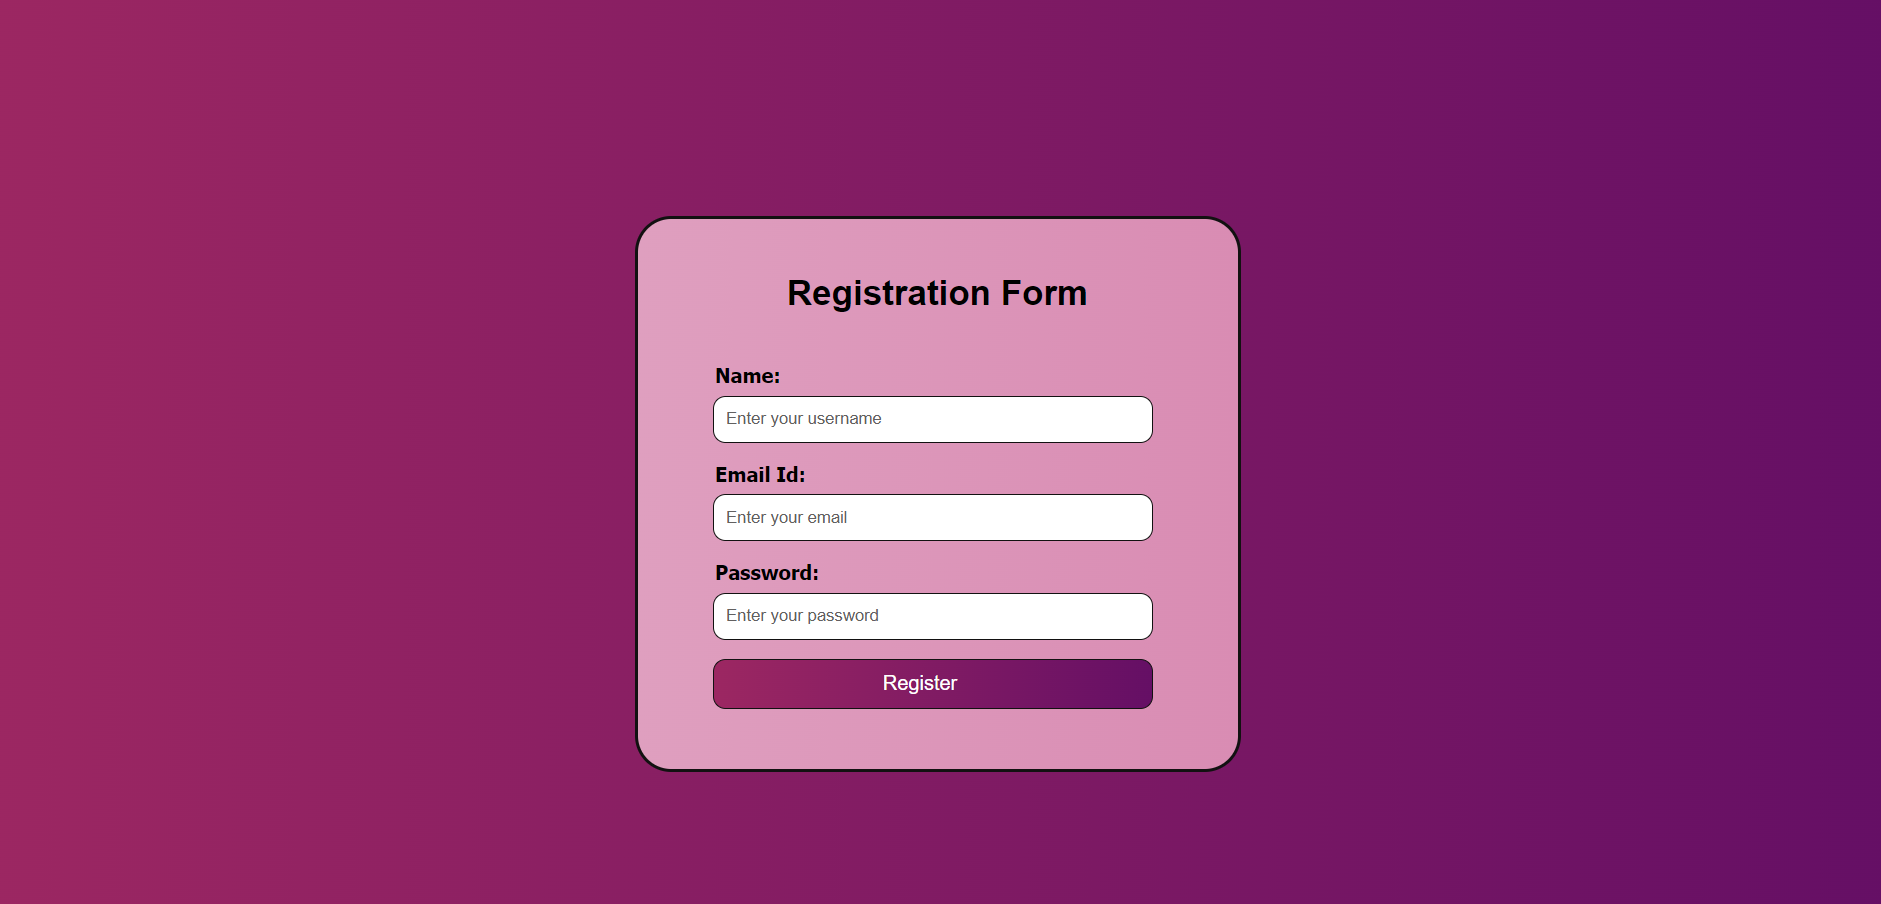 Registration Form
Name:
Enter your username
Email Id:
Enter your email
Password:
Enter your password
Register